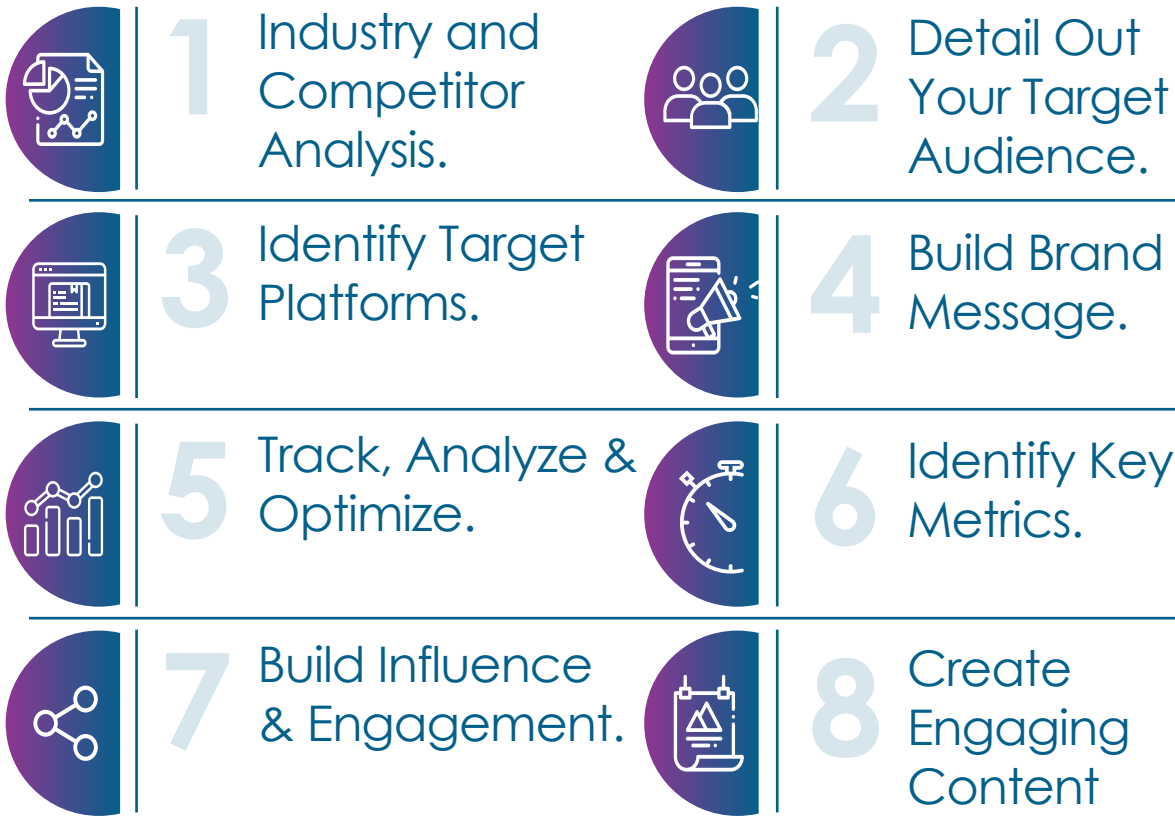 1
Industry and
Competitor
Analysis.
2
Detail Out
Your Target
Audience.
3
Identify Target
Platforms.
4
Build Brand
Message.
5
Track, Analyze &
Optimize.
6
Identify Key
Metrics.
7
Build Influence
& Engagement.
8
Create
Engaging
Content